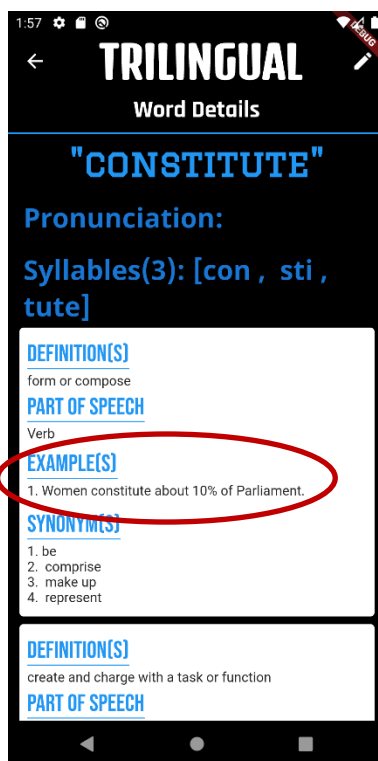 1:57
DEBUG
TRILINGUAL
Word Details
"CONSTITUTE"
Pronunciation:
Syllables(3): [con , sti ,
tute]
DEFINITION(S)
form or compose
PART OF SPEECH
Verb
EXAMPLE(S)
1. Women constitute about 10% of Parliament.
SYNONYM(S)
1. be
2. comprise
3. make up
4. represent
DEFINITION(S)
create and charge with a task or function
PART OF SPEECH